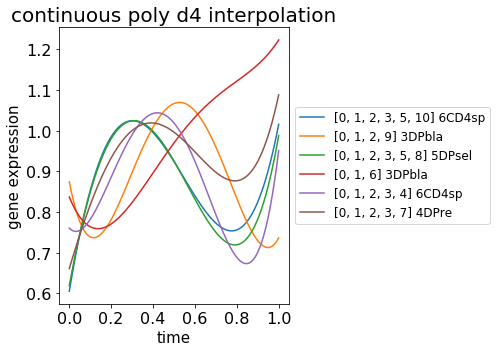 continuous poly d4 interpolation
gene expression
1.2
1.1
1.0
0.9
0.8
0.7
0.6
0.0 0.2 0.4 0.6 0.8 1.0
time
[0, 1, 2, 3, 5, 10] 6CD4sp
[0, 1, 2, 9] 3DPbla
[0, 1, 2, 3, 5, 8] 5DPsel
[0, 1, 6] 3DPbla
[0, 1, 2, 3, 4] 6CD4sp
[0, 1, 2, 3, 7] 4DPre